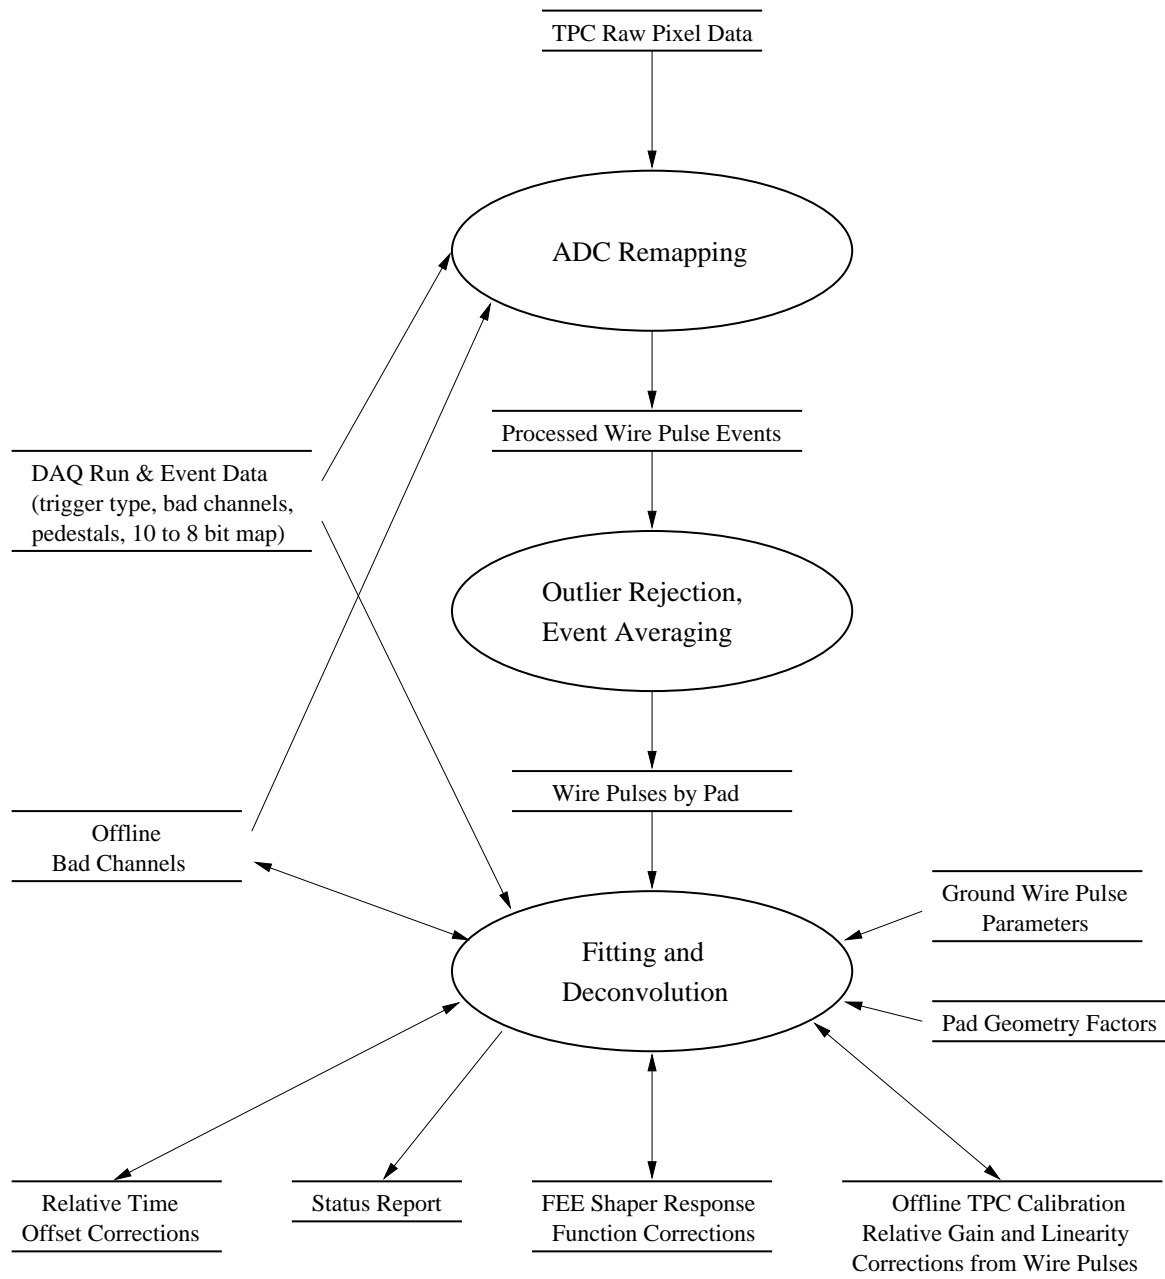 TPC Raw Pixel Data
ADC Remapping
Processed Wire Pulse Events
DAQ Run & Event Data
(trigger type, bad channels,
pedestals, 10 to 8 bit map)
Outlier Rejection,
Event Averaging
Wire Pulses by Pad
Offline
Bad Channels
Ground Wire Pulse
Parameters
Fitting and
Deconvolution
Pad Geometry Factors
Relative Time
Offset Corrections
Status Report
FEE Shaper Response
Function Corrections
Offline TPC Calibration
Relative Gain and Linearity
Corrections from Wire Pulses